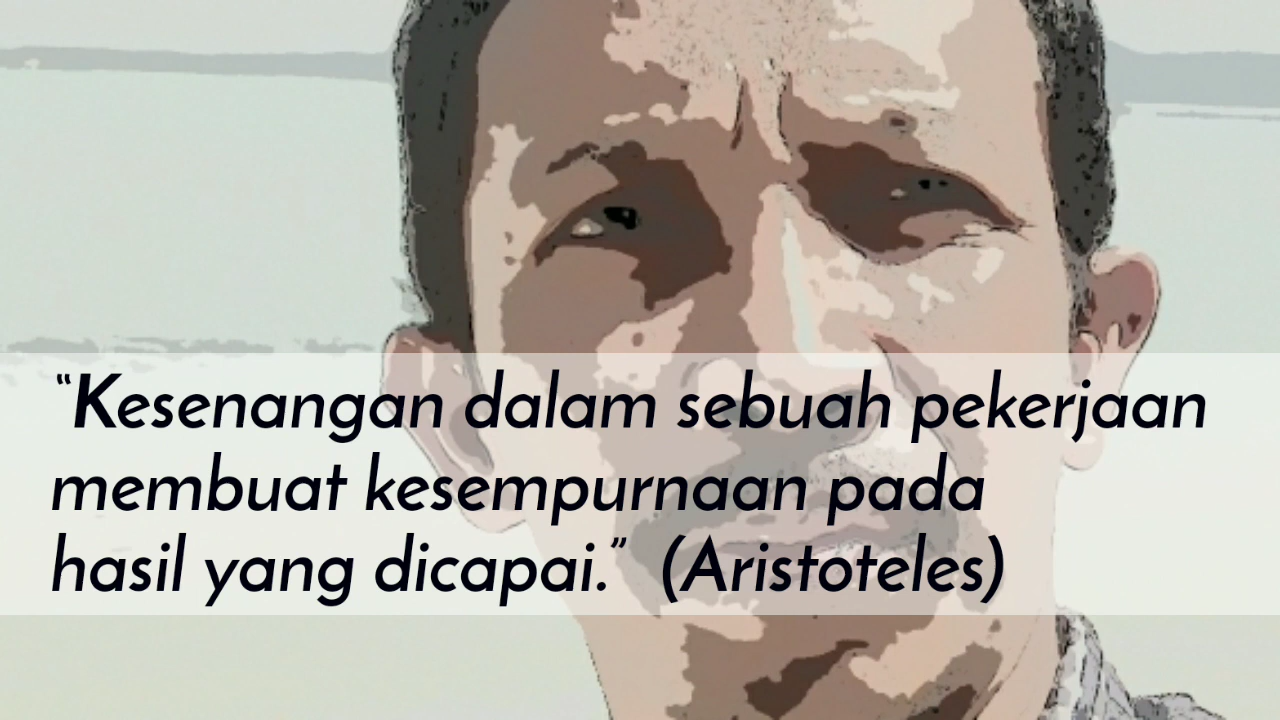 “Kesenangan dalam sebuah pekerjaan
membuat kesempurnaan pada
hasil yang dicapai.” (Aristoteles)